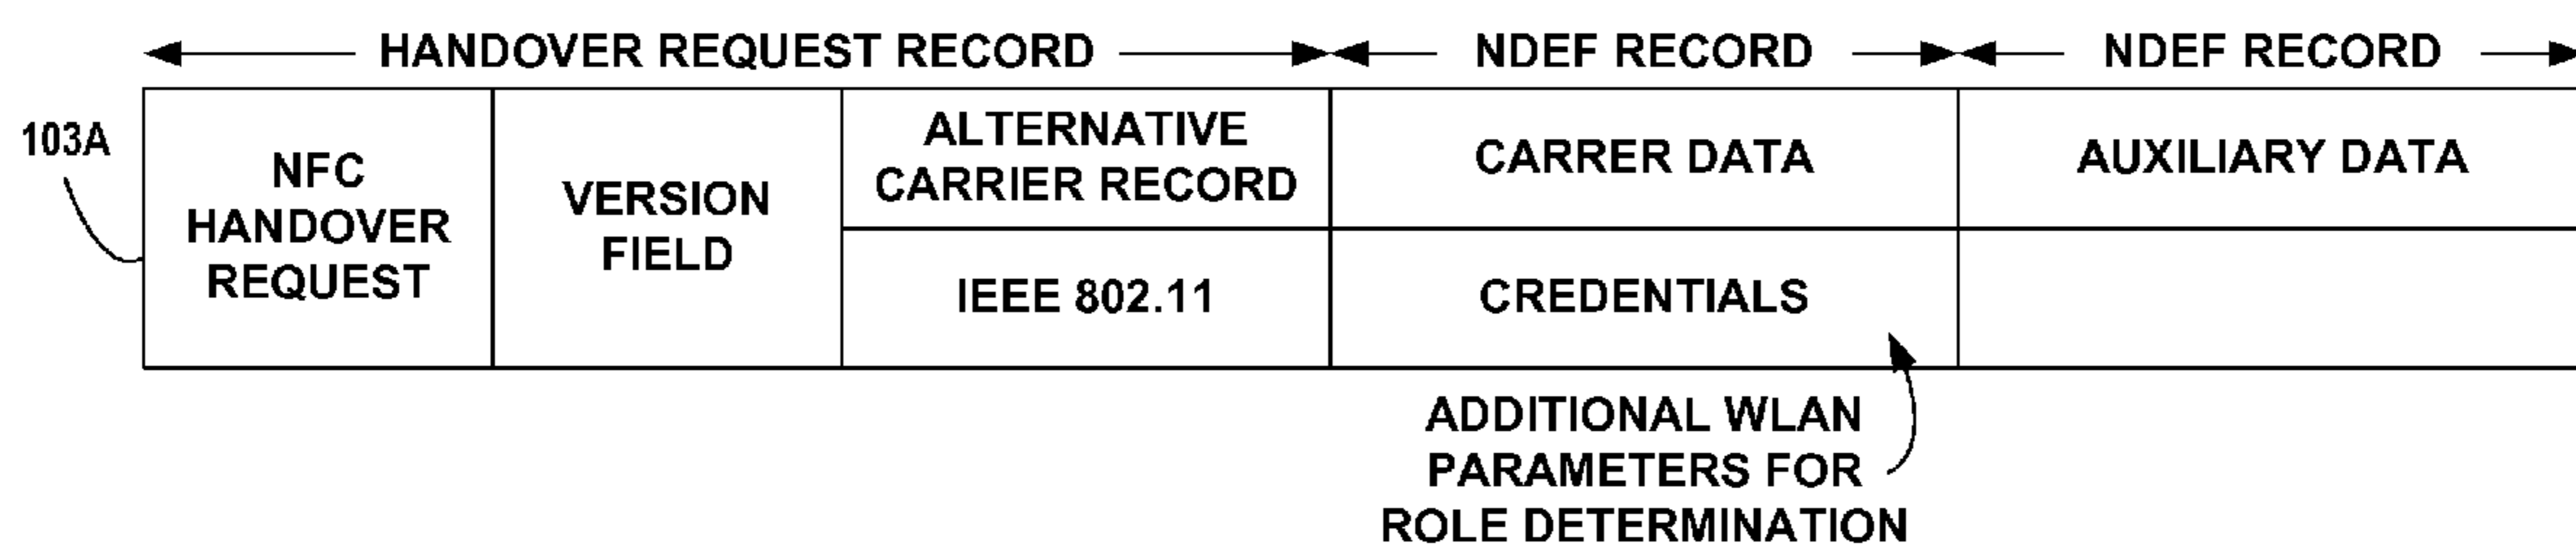 HANDOVER REQUEST RECORD
NDEF RECORD
NDEF RECORD
103A
NFC
HANDOVER
REQUEST
VERSION
FIELD
ALTERNATIVE
CARRIER RECORD
CARRER DATA
AUXILIARY DATA
IEEE 802.11
CREDENTIALS
ADDITIONAL WLAN
PARAMETERS FOR
ROLE DETERMINATION